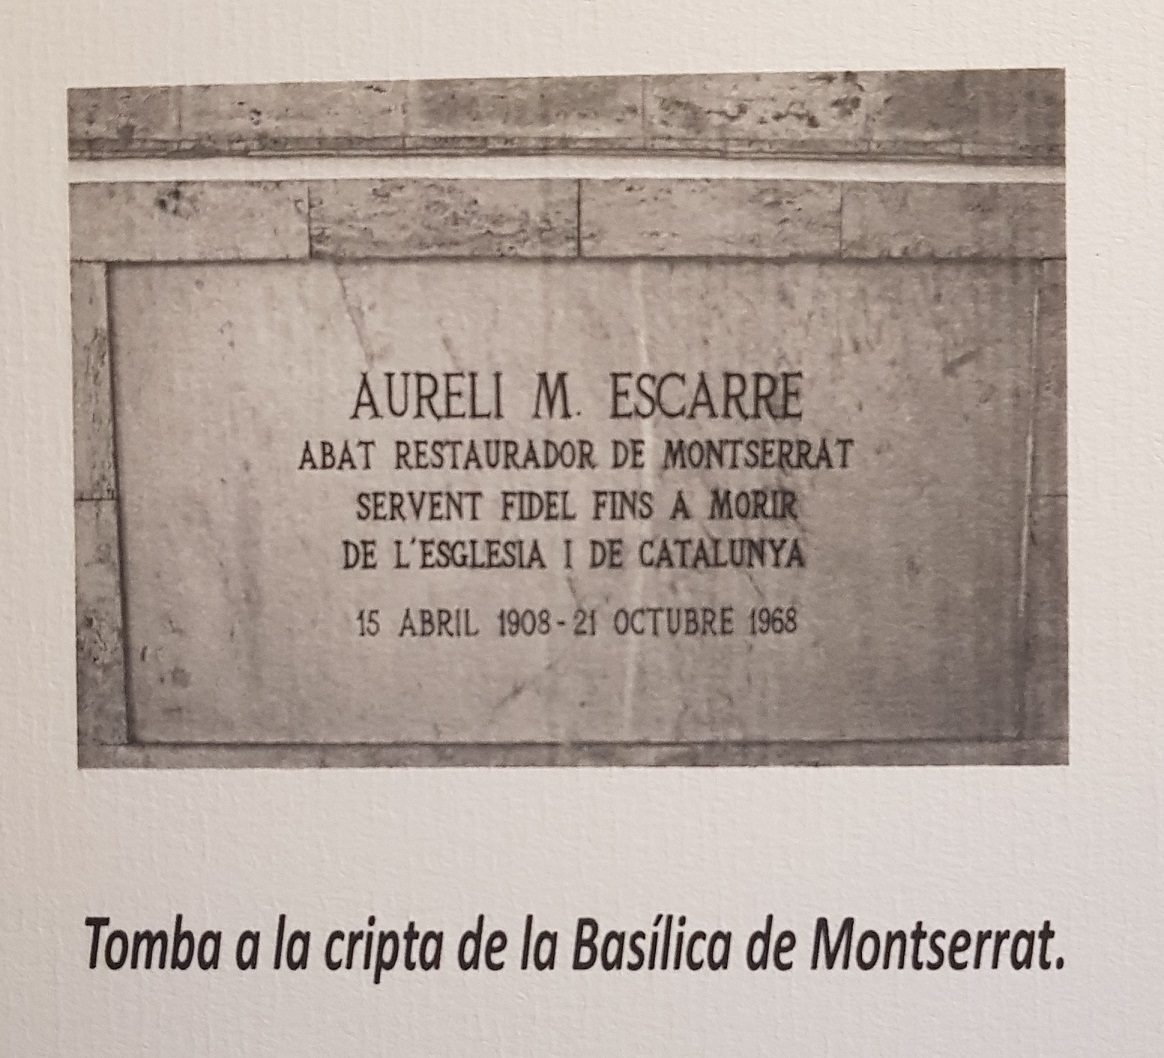 AURELI M. ESCARRE
ABAT RESTAURADOR DE MONTSERRAT
SERVENT FIDEL FINS A MORIR
DE L'ESGLESIA I DE CATALUNYA
15 ABRIL 1908-21 OCTUBRE 1968
Tomba a la cripta de la Basílica de Montserrat.